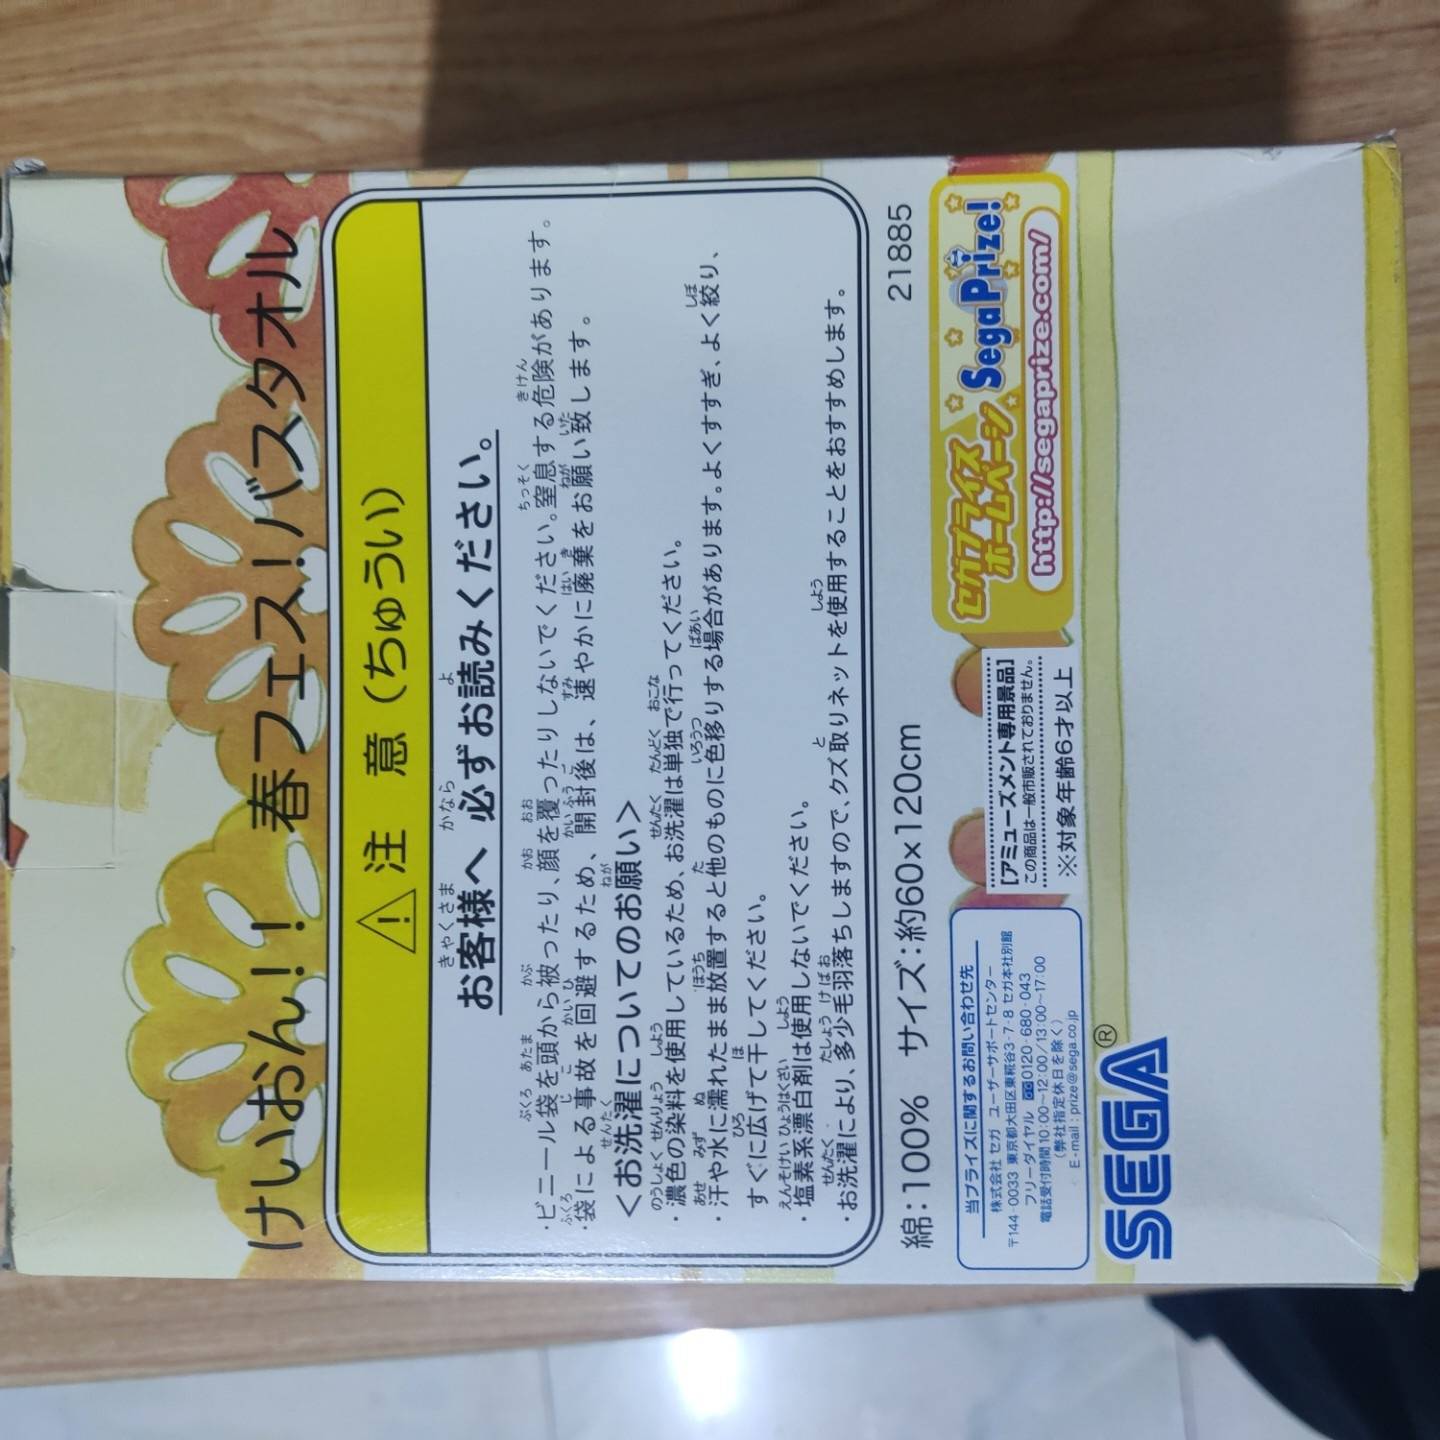 けいおん!! 春フェス!バスタオル
注 意 (ちゅうい)
お客様へ 必ずお読みください。
・ビニール袋を頭から被ったり、顔を覆ったりしないでください。窒息する危険があります。
・袋による事故を回避するため、開封後は、速やかに廃棄をお願い致します。
<お洗濯についてのお願い>
・濃色の染料を使用しているため、お洗濯は単独で行ってください。
・汗や水に濡れたまま放置すると他のものに色移りする場合があります。よくすすぎ、よく絞り、
すぐに広げて干してください。
・塩素系漂白剤は使用しないでください。
・お洗濯により、多少毛羽落ちしますので、クズ取りネットを使用することをおすすめします。
綿:100% サイズ:約60×120cm
21885
当プライズに関するお問い合わせ先
株式会社 セガ ユーザーサポートセンター
〒144-0033 東京都大田区東糀谷3-7-8 セガ本社別館
フリーダイヤル 0120-680-043
電話受付時間10:00~12:00/13:00~17:00
(弊社指定休日を除く)
E-mail:prize@sega.co.jp
[アミューズメント専用景品]
この商品は一般市販されておりません。
※対象年齢6才以上
セガプライズ
ホームページ
SegaPrize!
http://segaprize.com/
SEGA®